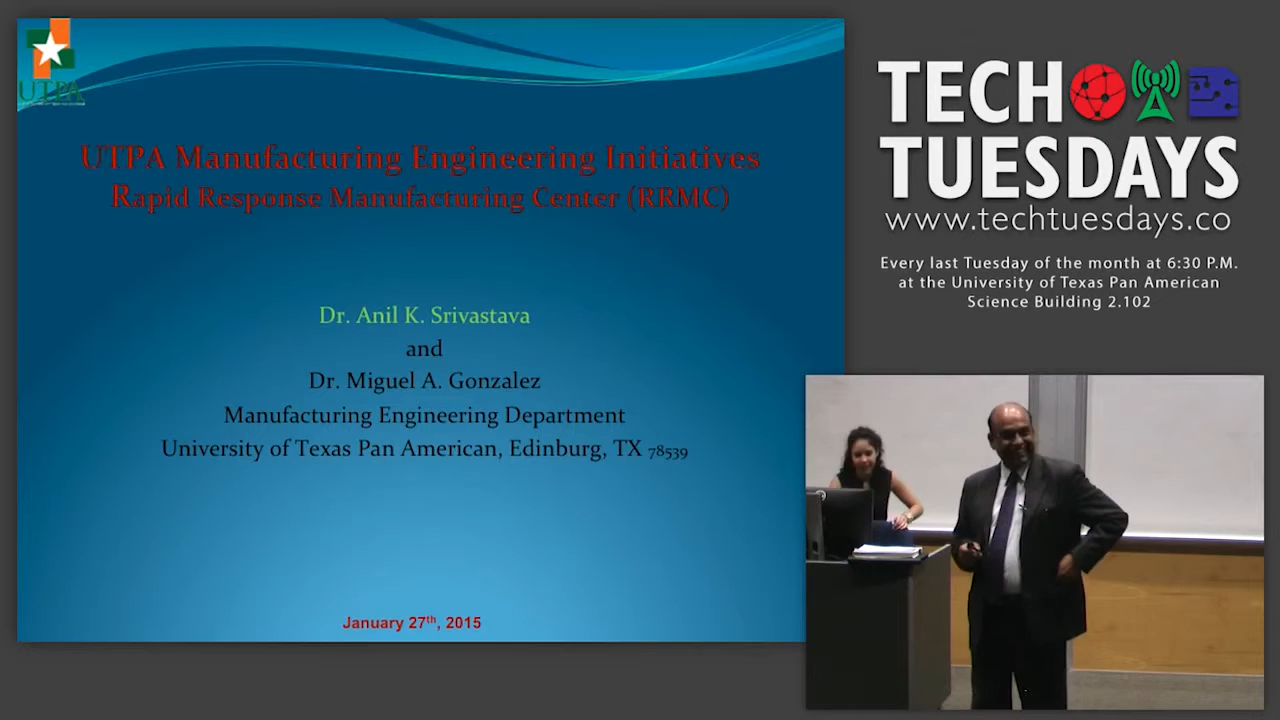 UTPA
UTPA Manufacturing Engineering Initiatives
Rapid Response Manufacturing Center (RRMC)
Dr. Anil K. Srivastava
and
Dr. Miguel A. Gonzalez
Manufacturing Engineering Department
University of Texas Pan American, Edinburg, TX 78539
January 27th, 2015
TECH
TUESDAYS
www.techtuesdays.co
Every last Tuesday of the month at 6:30 P.M.
at the University of Texas Pan American
Science Building 2.102